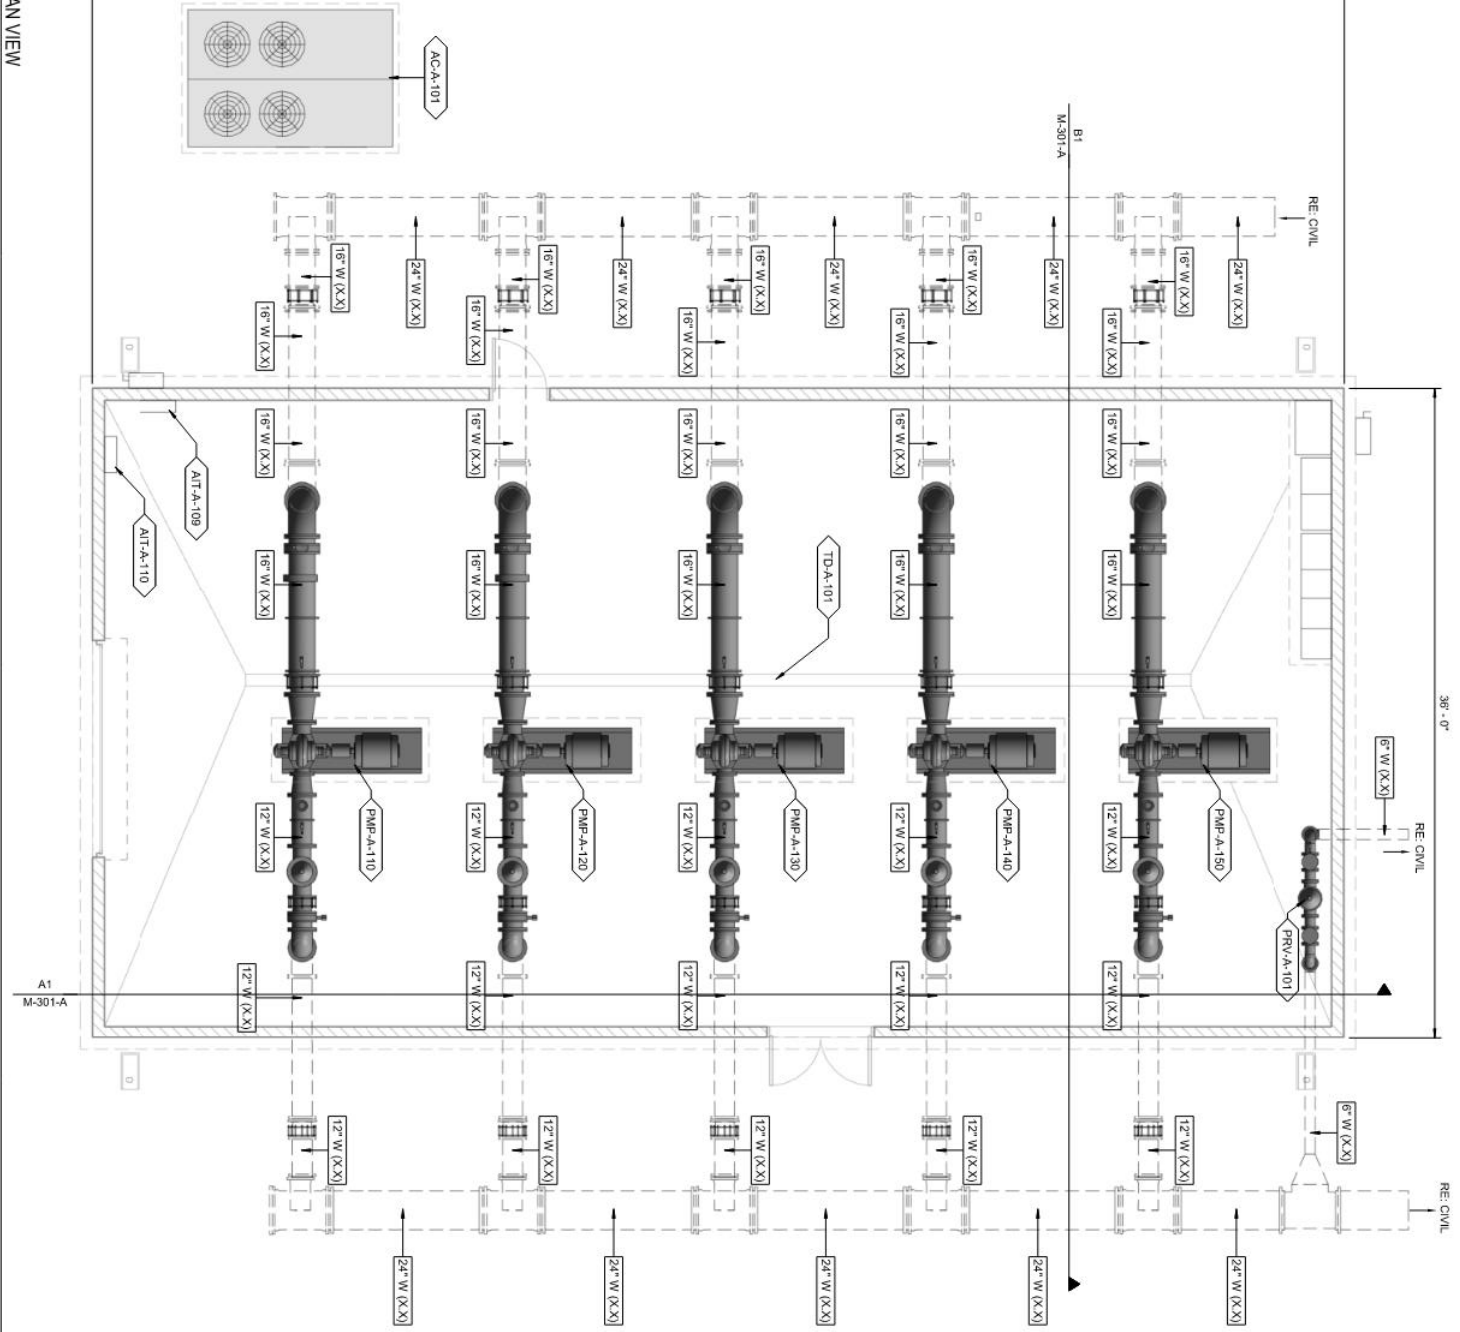 AN VIEW
AC-A-101
B1
M-301-A
RE: CIVIL
16" W (X.X)
24" W (X.X)
16" W (X.X)
24" W (X.X)
16" W (X.X)
24" W (X.X)
16" W (X.X)
24" W (X.X)
16" W (X.X)
24" W (X.X)
16" W (X.X)
16" W (X.X)
16" W (X.X)
16" W (X.X)
16" W (X.X)
16" W (X.X)
16" W (X.X)
16" W (X.X)
16" W (X.X)
16" W (X.X)
AIT-A-109
AIT-A-110
16" W (X.X)
16" W (X.X)
16" W (X.X)
TD-A-101
16" W (X.X)
16" W (X.X)
36' - 0"
6" W (X.X)
RE: CIVIL
12" W (X.X)
PMP-A-110
12" W (X.X)
PMP-A-120
12" W (X.X)
PMP-A-130
12" W (X.X)
PMP-A-140
12" W (X.X)
PMP-A-150
PRV-A-101
A1
M-301-A
12" W (X.X)
12" W (X.X)
12" W (X.X)
12" W (X.X)
12" W (X.X)
12" W (X.X)
12" W (X.X)
12" W (X.X)
12" W (X.X)
12" W (X.X)
6" W (X.X)
RE: CIVIL
24" W (X.X)
24" W (X.X)
24" W (X.X)
24" W (X.X)
24" W (X.X)